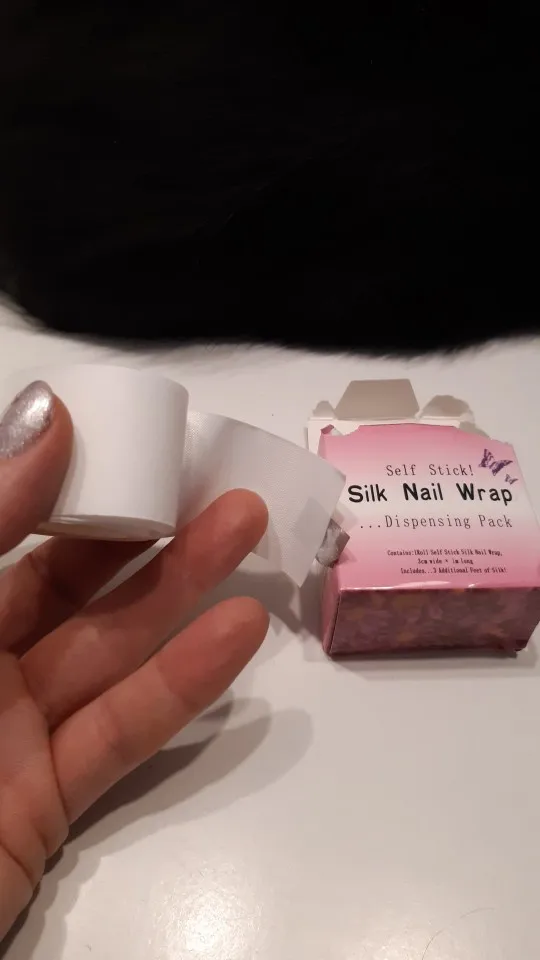 Self Stick!
Silk Nail Wrap
...Dispensing Pack
Contains:1Roll Self Stick Silk Nail Wrap,
3cm wide * 1m long
Includes...3 Additional Feet of Silk!